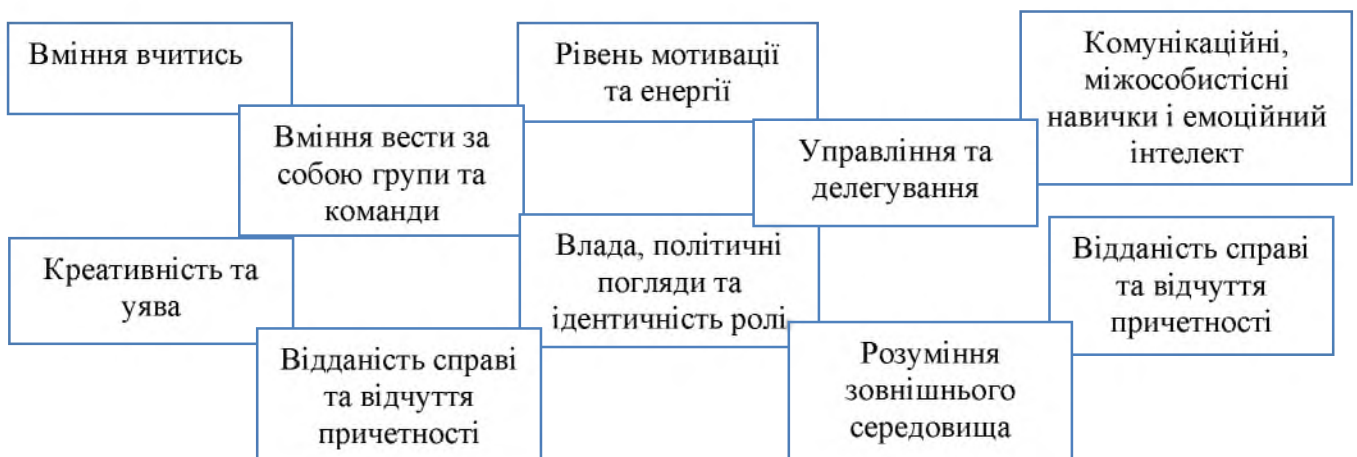 Вміння вчитись
Рівень мотивації
та енергії
Комунікаційні,
міжособистісні
навички і емоційний
інтелект
Вміння вести за
собою групи та
команди
Управління та
делегування
Креативність та
уява
Влада, політичні
погляди та
ідентичність ролі
Відданість справі
та відчуття
причетності
Відданість справі
та відчуття
причетності
Розуміння
зовнішнього
середовища